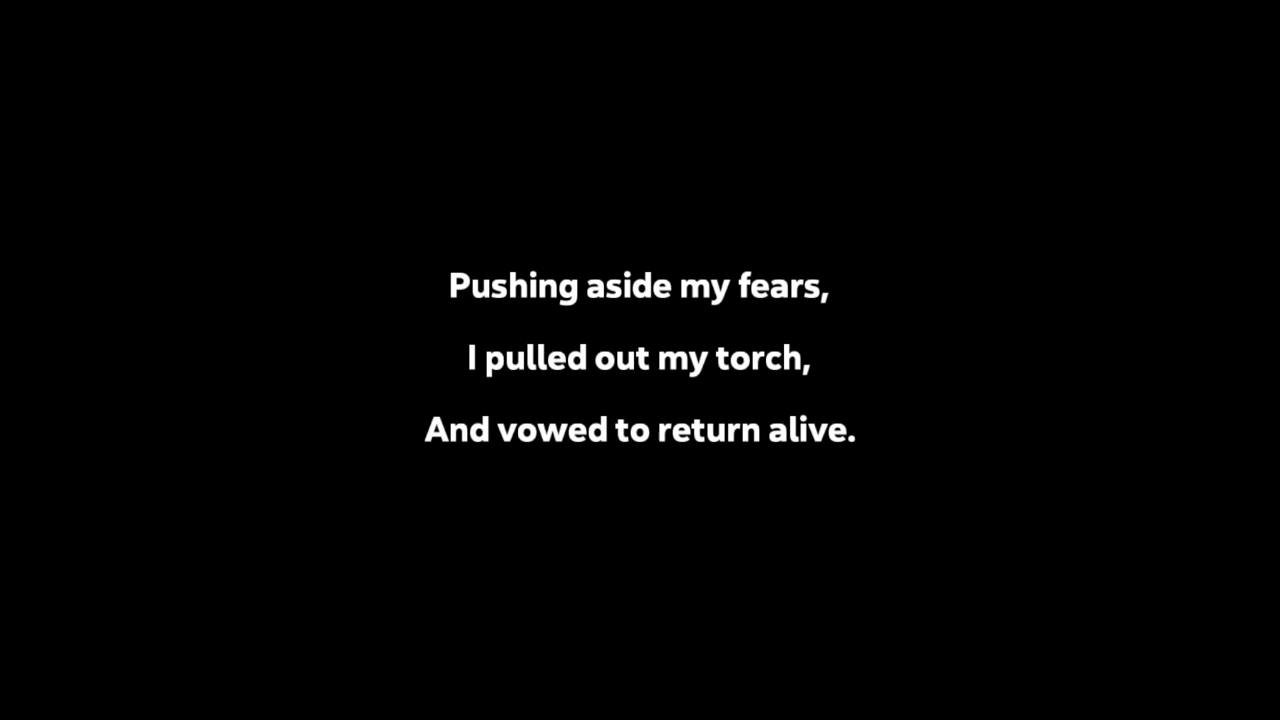 Pushing aside my fears,
I pulled out my torch,
And vowed to return alive.